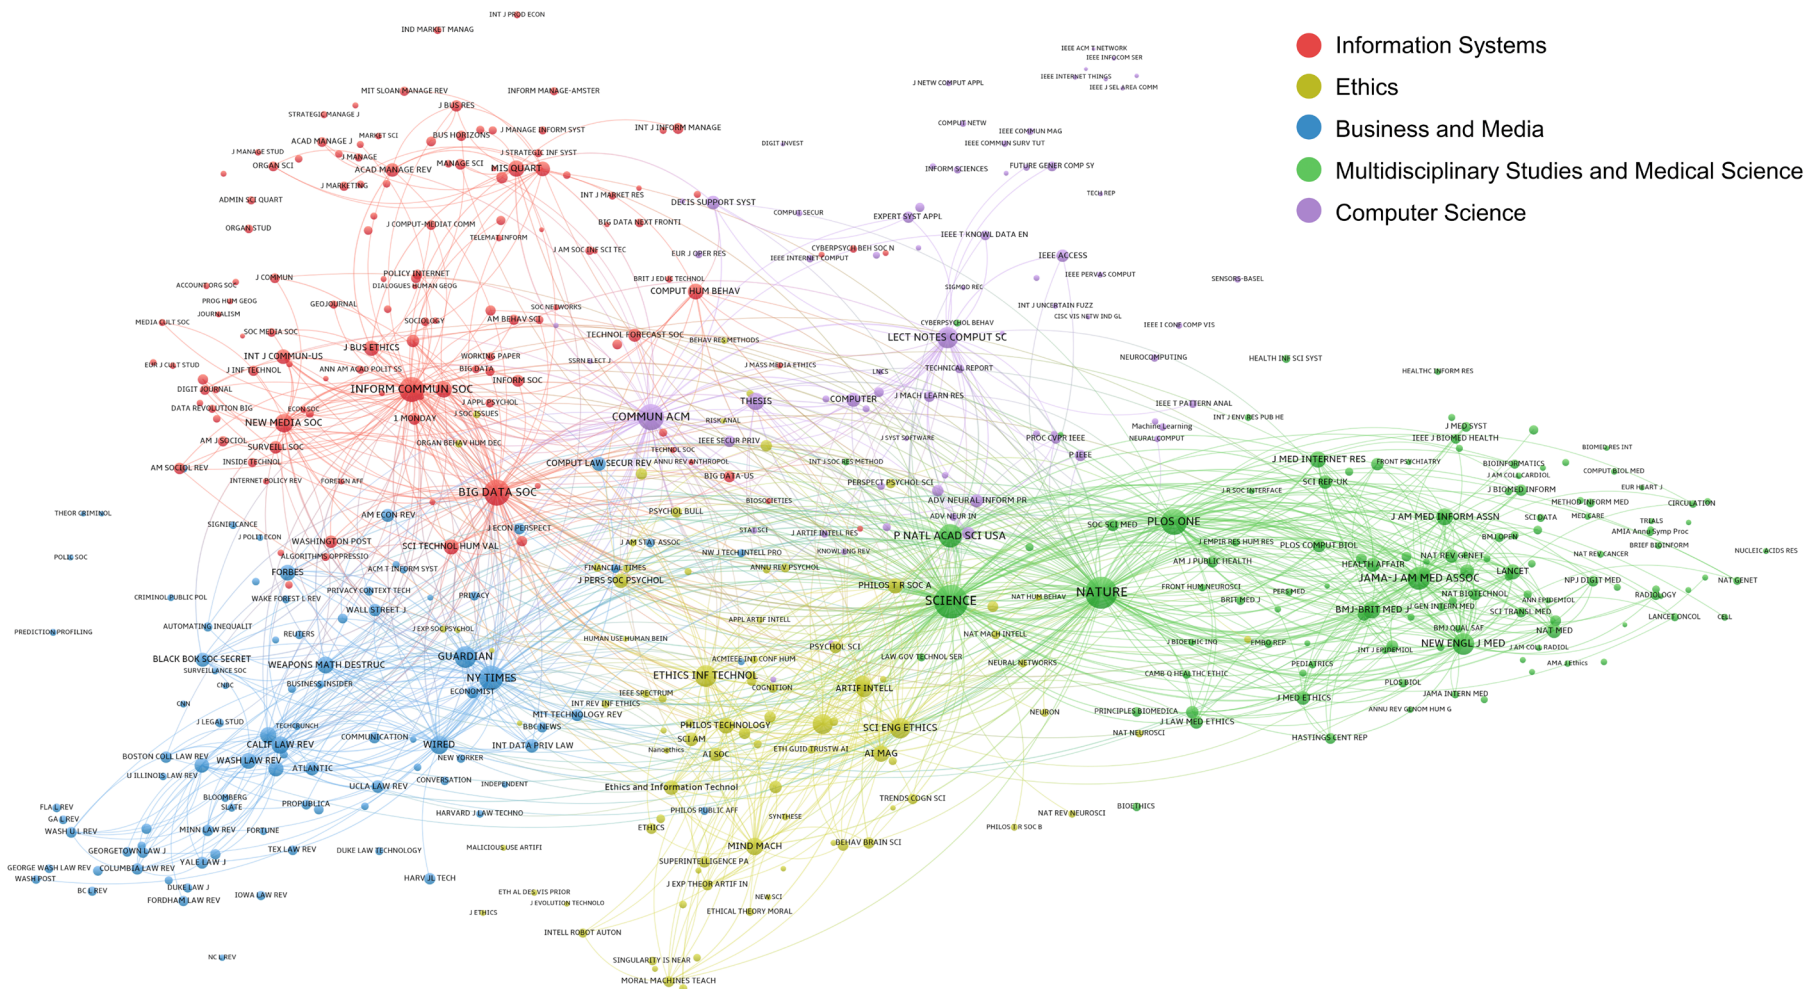 Information Systems
Ethics
Business and Media
Multidisciplinary Studies and Medical Science
Computer Science
INT J PROD ECON
IND MARKET MANAG
IEEE ACM T NETWORK
IEEE INFOCOM SER
IEEE INTERNET THINGS
IEEE J SEL AREA COMM
J NETW COMPUT APPL
MIT SLOAN MANAGE REV
INFORM MANAGE-AMSTER
J BUS RES
STRATEGIC MANAGE J
COMPUT NETW
INT J INFORM MANAGE
IEEE COMMUN MAG
J MANAGE INFORM SYST
MARKET SCI
BUS HORIZONS
ACAD MANAGE J
DIGIT INVEST
IEEE COMMUN SURV TUT
J MANAGE STUD
J STRATEGIC INF SYST
J MANAGE
MANAGE SCI
ORGAN SCI
ACAD MANAGE REV
MIS QUART
INFORM SCIENCES
FUTURE GENER COMP SY
J MARKETING
INT J MARKET RES
TECH REP
ADMIN SCI QUART
DECIS SUPPORT SYST
COMPUT SECUR
EXPERT SYST APPL
ORGAN STUD
J COMPUT-MEDIAT COMM
BIG DATA NEXT FRONTI
IEEE T KNOWL DATA EN
TELEMAT INFORM
J AM SOC INF SCI TEC
EUR J OPER RES
CYBERPSYCH BEH SOC N
IEEE INTERNET COMPUT
IEEE ACCESS
J COMMUN
POLICY INTERNET
DIALOGUES HUMAN GEOG
BRIT J EDUC TECHNOL
IEEE PERVAS COMPUT
SENSORS-BASEL
ACCOUNT ORG SOC
COMPUT HUM BEHAV
SIGMOD REC
PROG HUM GEOG
GEOJOURNAL
SOC NETWORKS
INT J UNCERTAIN FUZZ
JOURNALISM
CISC VIS NETW IND GL
MEDIA CULT SOC
SOCIOLOGY
AM BEHAV SCI
CYBERPSYCHOL BEHAV
IEEE I CONF COMP VIS
SOC MEDIA SOC
TECHNOL FORECAST SOC
BEHAV RES METHODS
LECT NOTES COMPUT SC
J BUS ETHICS
INT J COMMUN-US
WORKING PAPER
SSRN ELECT J
NEUROCOMPUTING
HEALTH INF SCI SYST
EUR J CULT STUD
J INF TECHNOL
ANN AM ACAD POLIT SS
BIG DATA
J MASS MEDIA ETHICS
LNCS
TECHNICAL REPORT
HEALTHC INFORM RES
DIGIT JOURNAL
INFORM COMMUN SOC
INFORM SOC
J MACH LEARN RES
THESIS
COMPUTER
J APPL PSYCHOL
IEEE T PATTERN ANAL
DATA REVOLUTION BIG
ECON SOC
J SOC ISSUES
NEW MEDIA SOC
1 MONDAY
COMMUN ACM
RISK ANAL
INT J ENV RES PUB HE
Machine Learning
J MED SYST
AM J SOCIOL
SURVEILL SOC
ORGAN BEHAV HUM DEC
IEEE SECUR PRIV
J SYST SOFTWARE
PROC CVPR IEEE
NEURAL COMPUT
IEEE J BIOMED HEALTH
TECHNOL SOC
P IEEE
BIOMED RES INT
AM SOCIOL REV
INSIDE TECHNOL
COMPUT LAW SECUR REV
ANNU REV ANTHROPOL
INT J SOC RES METHOD
J MED INTERNET RES
FRONT PSYCHIATRY
BIOINFORMATICS
COMPUT BIOL MED
INTERNET POLICY REV
FOREIGN AFF
BIG DATA-US
PERSPECT PSYCHOL SCI
SCI REP-UK
J AM COLL CARDIOL
EUR HEART J
BIG DATA SOC
BIOSOCIETIES
ADV NEURAL INFORM PR
J R SOC INTERFACE
J BIOMED INFORM
METHOD INFORM MED
CIRCULATION
THEOR CRIMINOL
AM ECON REV
PSYCHOL BULL
ADV NEUR IN
SOC SCI MED
PLOS ONE
J AM MED INFORM ASSN
SCI DATA
MED CARE
TRIALS
SIGNIFICANCE
J ECON PERSPECT
STAT SCI
J ARTIF INTELL RES
P NATL ACAD SCI USA
AMIA Annu Symp Proc
J POLIT ECON
WASHINGTON POST
SCI TECHNOL HUM VAL
J AM STAT ASSOC
J EMPIR RES HUM RES
PLOS COMPUT BIOL
BMJ OPEN
BRIEF BIOINFORM
POLIC SOC
ALGORITHMS OPPRESSIO
NW J TECH INTELL PRO
KNOWL ENG REV
AM J PUBLIC HEALTH
NAT REV GENET
NAT REV CANCER
NUCLEIC ACIDS RES
FORBES
ACM T INFORM SYST
FINANCIAL TIMES
ANNU REV PSYCHOL
HEALTH AFFAIR
LANCET
J PERS SOC PSYCHOL
PHILOS T R SOC A
JAMA-J AM MED ASSOC
NPJ DIGIT MED
NAT GENET
CRIMINOL PUBLIC POL
WAKE FOREST L REV
PRIVACY CONTEXT TECH
PRIVACY
SCIENCE
NAT HUM BEHAV
NATURE
FRONT HUM NEUROSCI
PERS MED
BRIT MED J
NAT BIOTECHNOL
ANN EPIDEMIOL
RADIOLOGY
WALL STREET J
BMJ-BRIT MED J
J GEN INTERN MED
SCI TRANSL MED
LANCET ONCOL
CELL
AUTOMATING INEQUALIT
APPL ARTIF INTELL
PREDICTION PROFILING
REUTERS
J EXP SOC PSYCHOL
HUMAN USE HUMAN BEIN
NAT MACH INTELL
BMJ QUAL SAF
NAT MED
J BIOETHIC INQ
EMBO REP
NEW ENGL J MED
J AM COLL RADIOL
BLACK BOK SOC SECRET
WEAPONS MATH DESTRUC
GUARDIAN
ACMIEEE INT CONF HUM
PSYCHOL SCI
LAW GOV TECHNOL SER
NEURAL NETWORKS
INT J EPIDEMIOL
PEDIATRICS
AMA J Ethics
SURVEILLANCE SOC
CNBC
BUSINESS INSIDER
NY TIMES
ECONOMIST
ETHICS INF TECHNOL
COGNITION
ARTIF INTELL
CAMB Q HEALTHC ETHIC
PLOS BIOL
IEEE SPECTRUM
J MED ETHICS
JAMA INTERN MED
CNN
INT REV INF ETHICS
MIT TECHNOLOGY REV
NEURON
PRINCIPLES BIOMEDICA
ANNU REV GENOM HUM G
J LEGAL STUD
TECHCRUNCH
BBC NEWS
PHILOS TECHNOLOGY
SCI ENG ETHICS
J LAW MED ETHICS
COMMUNICATION
SCI AM
NAT NEUROSCI
HASTINGS CENT REP
CALIF LAW REV
WIRED
INT DATA PRIV LAW
Nanoethics
AI SOC
ETH GUID TRUSTW AI
AI MAG
BOSTON COLL LAW REV
WASH LAW REV
NEW YORKER
ATLANTIC
U ILLINOIS LAW REV
UCLA LAW REV
CONVERSATION
INDEPENDENT
Ethics and Information Technol
BLOOMBERG
SLATE
PROPUBLICA
TRENDS COGN SCI
BIOETHICS
FLA L REV
HARVARD J LAW TECHNO
PHILOS PUBLIC AFF
SYNTHESE
NAT REV NEUROSCI
GA L REV
WASH U L REV
MINN LAW REV
FORTUNE
ETHICS
PHILOS T R SOC B
GEORGETOWN LAW J
TEX LAW REV
DUKE LAW TECHNOLOGY
MALICIOUS USE ARTIFI
MIND MACH
BEHAV BRAIN SCI
GEORGE WASH LAW REV
COLUMBIA LAW REV
YALE LAW J
SUPERINTELLIGENCE PA
WASH POST
HARV JL TECH
BC L REV
DUKE LAW J
J EXP THEOR ARTIF IN
IOWA LAW REV
FORDHAM LAW REV
ETH AL DES VIS PRIOR
J EVOLUTION TECHNOLO
NEW SCI
J ETHICS
ETHICAL THEORY MORAL
INTELL ROBOT AUTON
NC L REV
SINGULARITY IS NEAR
MORAL MACHINES TEACH